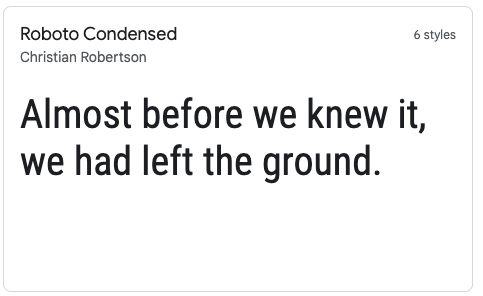 Roboto Condensed
6 styles
Christian Robertson
Almost before we knew it,
we had left the ground.